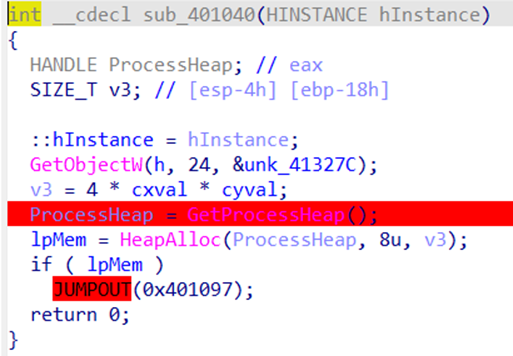 int __cdecl sub_401040(HINSTANCE hInstance)
{
HANDLE ProcessHeap; // eax
SIZE_T v3; // [esp-4h] [ebp-18h]
::hInstance = hInstance;
GetObjectW(h, 24, &unk_41327C);
v3 = 4 * cxval * cyval;
ProcessHeap = GetProcessHeap();
lpMem = HeapAlloc(ProcessHeap, 8u, v3);
if ( lpMem )
JUMPOUT(0x401097);
return 0;
}